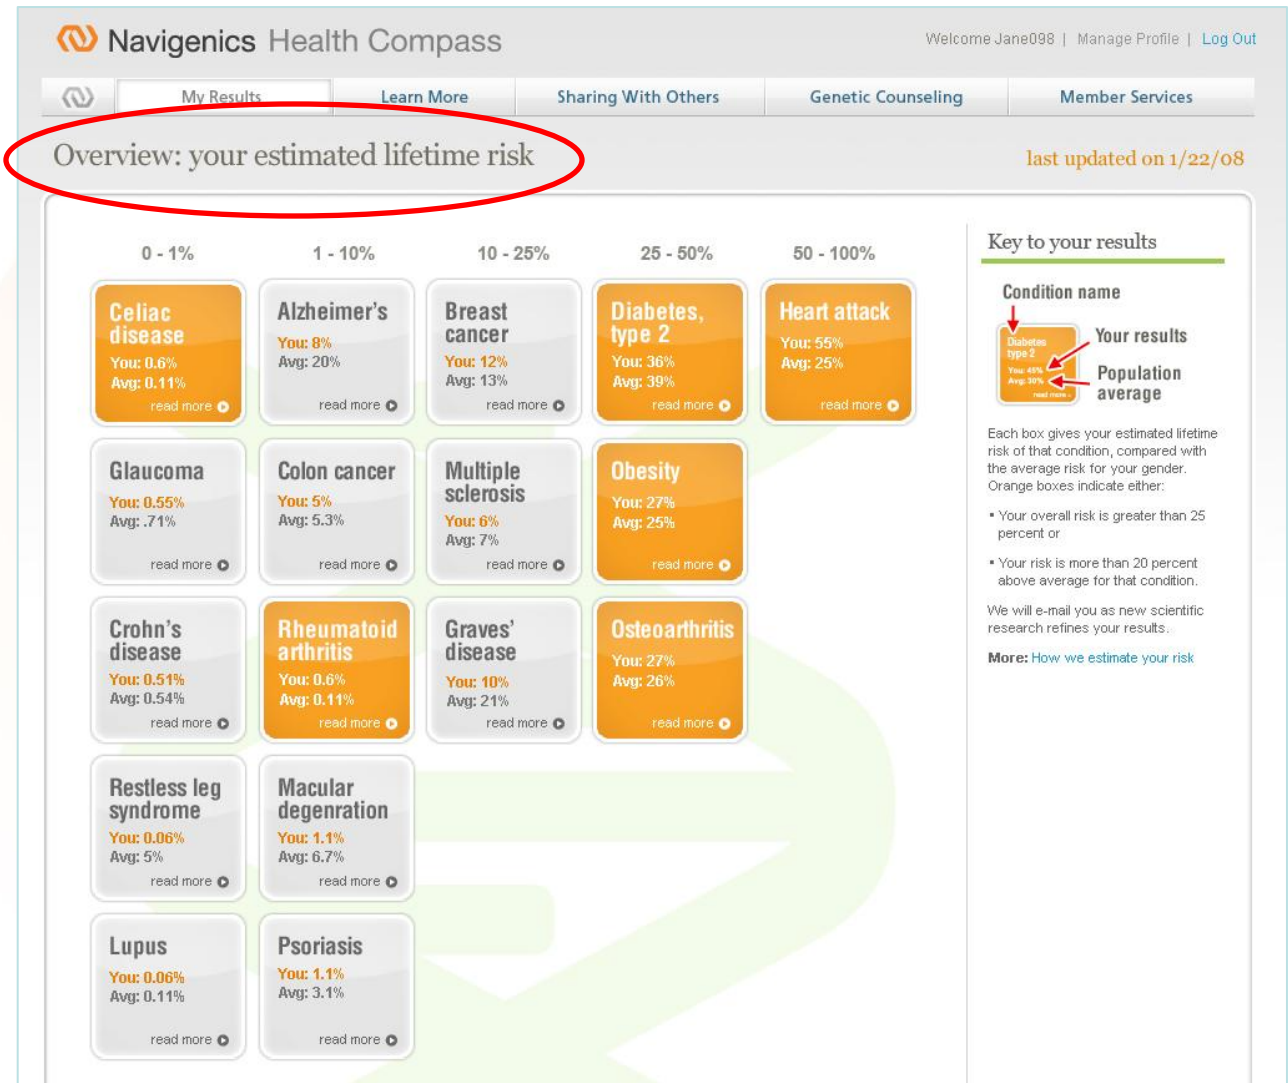 Navigenics Health Compass
Welcome Jane098 | Manage Profile | Log Out
My Results
Learn More
Sharing With Others
Genetic Counseling
Member Services
Overview: your estimated lifetime risk
last updated on 1/22/08
0 - 1%
1 - 10%
10 - 25%
25 - 50%
50 - 100%
Celiac
disease
You: 0.6%
Avg: 0.11%
read more
Alzheimer's
You: 8%
Avg: 20%
read more
Breast
cancer
You: 12%
Avg: 13%
read more
Diabetes,
type 2
You: 36%
Avg: 39%
read more
Heart attack
You: 55%
Avg: 25%
read more
Glaucoma
You: 0.55%
Avg: .71%
read more
Colon cancer
You: 5%
Avg: 5.3%
read more
Multiple
sclerosis
You: 6%
Avg: 7%
read more
Obesity
You: 27%
Avg: 25%
read more
Crohn's
disease
You: 0.51%
Avg: 0.54%
read more
Rheumatoid
arthritis
You: 0.6%
Avg: 0.11%
read more
Graves'
disease
You: 10%
Avg: 21%
read more
Osteoarthritis
You: 27%
Avg: 26%
read more
Restless leg
syndrome
You: 0.06%
Avg: 5%
read more
Macular
degenration
You: 1.1%
Avg: 6.7%
read more
Lupus
You: 0.06%
Avg: 0.11%
read more
Psoriasis
You: 1.1%
Avg: 3.1%
read more
Key to your results
Condition name
Diabetes
type 2
You: 45%
Avg: 30%
read more
Your results
Population
average
Each box gives your estimated lifetime
risk of that condition, compared with
the average risk for your gender.
Orange boxes indicate either:
▪ Your overall risk is greater than 25
percent or
▪ Your risk is more than 20 percent
above average for that condition.
We will e-mail you as new scientific
research refines your results.
More: How we estimate your risk